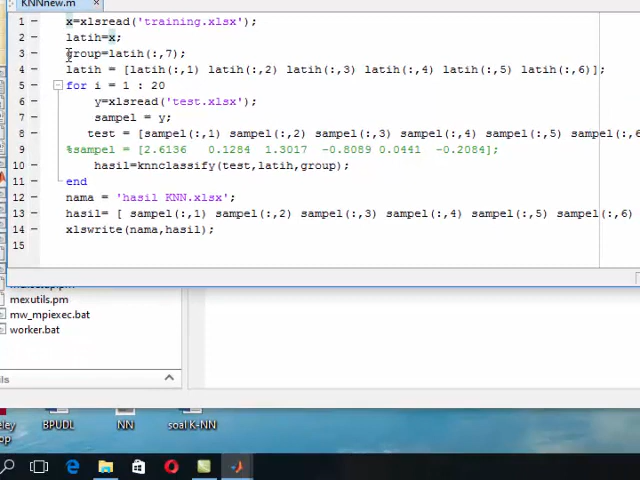 KNNnew.m ×
1 - x=xlsread('training.xlsx');
2 - latih=x;
3 - group=latih(:,7);
4 - latih = [latih(:,1) latih(:,2) latih(:,3) latih(:,4) latih(:,5) latih(:,6)];
5 - for i = 1 : 20
6 - y=xlsread('test.xlsx');
7 - sampel = y;
8 - test = [sampel(:,1) sampel(:,2) sampel(:,3) sampel(:,4) sampel(:,5) sampel(:,6
9 %sampel = [2.6136 0.1284 1.3017 -0.8089 0.0441 -0.2084];
10 - hasil=knnclassify(test,latih,group);
11 - end
12 - nama = 'hasil KNN.xlsx';
13 - hasil= [ sampel(:,1) sampel(:,2) sampel(:,3) sampel(:,4) sampel(:,5) sampel(:,6)
14 - xlswrite(nama,hasil);
15
mexutils.pm
mw_mpiexec.bat
worker.bat
ils
eley
op
BPUDL
NN
soal K-NN